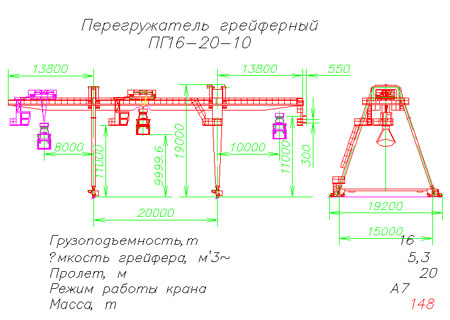 Перегружатель грейферный
ПГ16-20-10
13800
13800
550
8000
11000
9999.6
19000
10000
11000
300
20000
19200
15000
Грузоподъемность,т 16
?мкость грейфера, м'3~ 5,3
Пролет, м 20
Режим работы крана А7
Масса, т 148